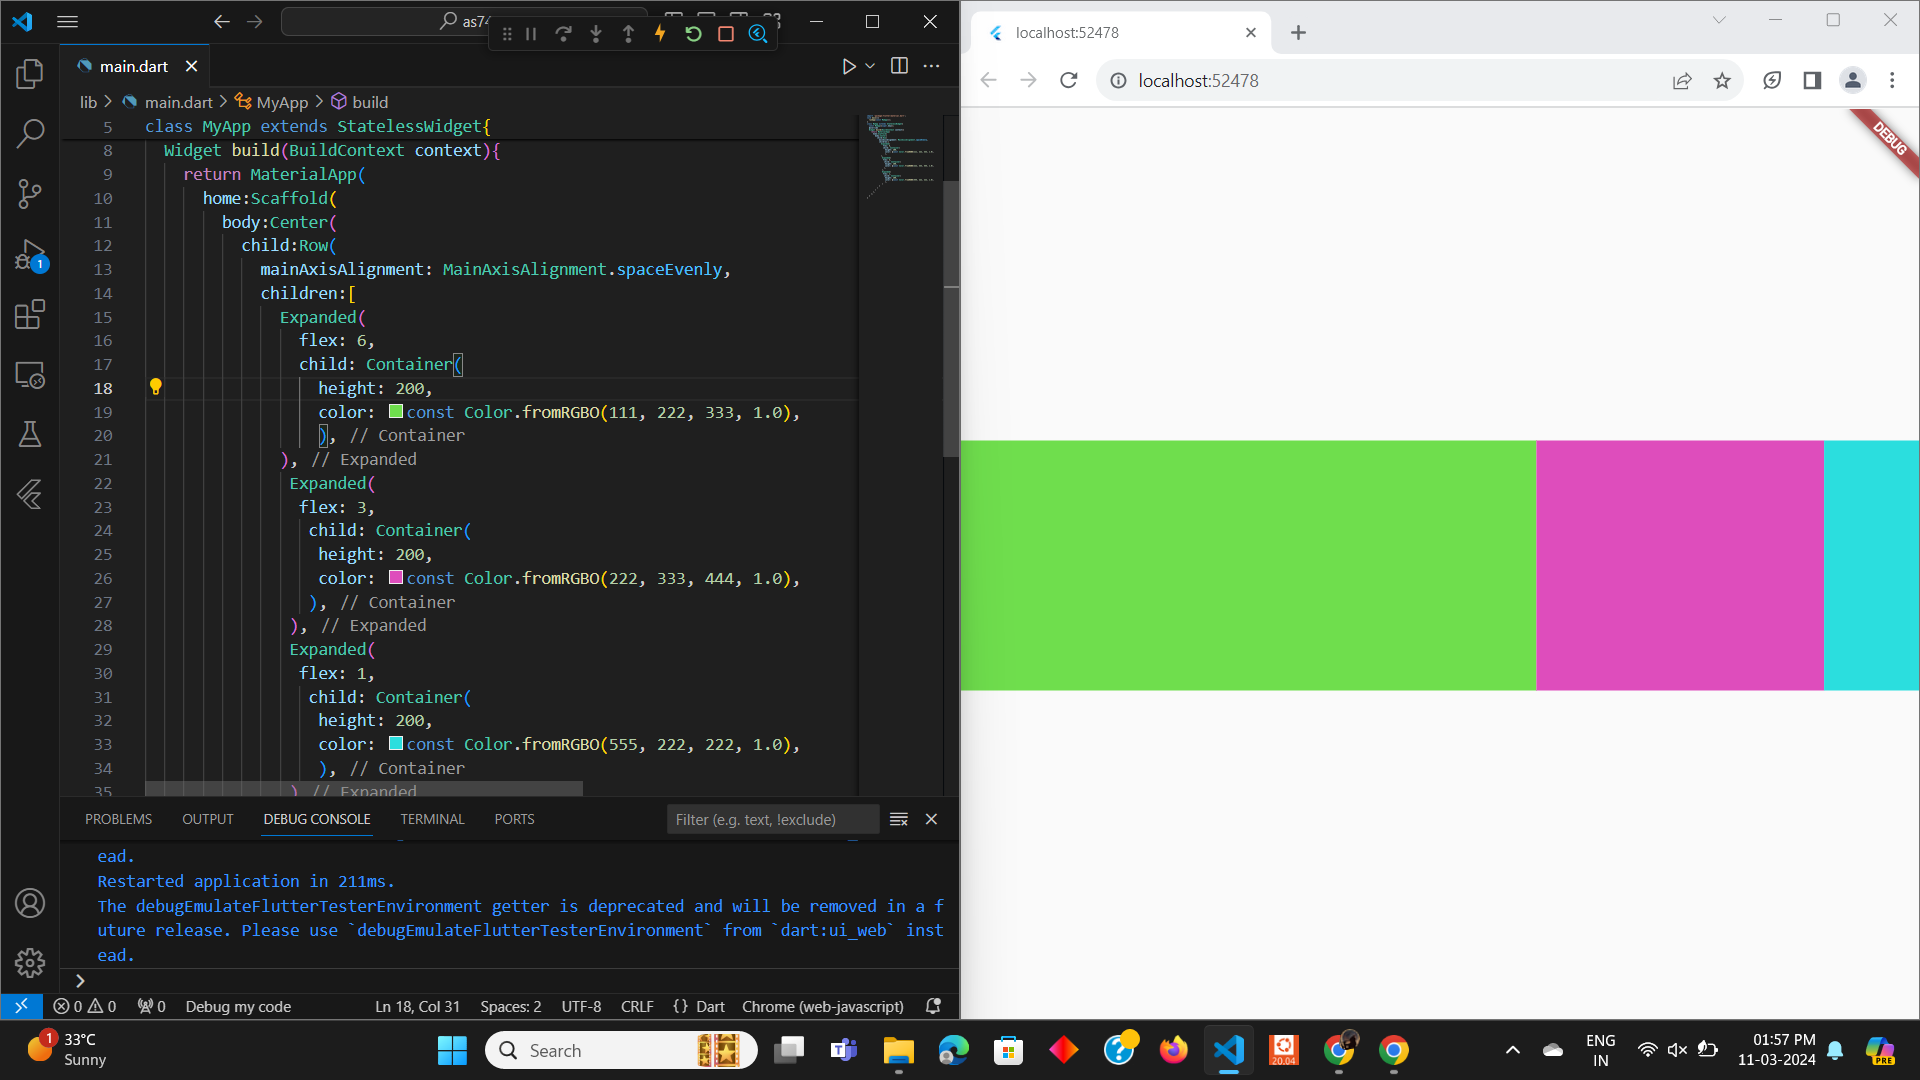 as74
main.dart
lib > main.dart > MyApp > build
5 class MyApp extends StatelessWidget{
8 Widget build(BuildContext context){
9 return MaterialApp(
10 home:Scaffold(
11 body:Center(
12 child:Row(
13 mainAxisAlignment: MainAxisAlignment.spaceEvenly,
14 children:[
15 Expanded(
16 flex: 6,
17 child: Container(
18 height: 200,
19 color: const Color.fromRGBO(111, 222, 333, 1.0),
20 ), // Container
21 ), // Expanded
22 Expanded(
23 flex: 3,
24 child: Container(
25 height: 200,
26 color: const Color.fromRGBO(222, 333, 444, 1.0),
27 ), // Container
28 ), // Expanded
29 Expanded(
30 flex: 1,
31 child: Container(
32 height: 200,
33 color: const Color.fromRGBO(555, 222, 222, 1.0),
34 ), // Container
35 ) // Expanded
1
PROBLEMS OUTPUT DEBUG CONSOLE TERMINAL PORTS Filter (e.g. text, !exclude)
ead.
Restarted application in 211ms.
The debugEmulateFlutterTesterEnvironment getter is deprecated and will be removed in a f
uture release. Please use `debugEmulateFlutterTesterEnvironment` from `dart:ui_web` inst
ead.
0 0 0 Debug my code Ln 18, Col 31 Spaces: 2 UTF-8 CRLF {} Dart Chrome (web-javascript)
localhost:52478
localhost:52478
DEBUG
1 33°C
Sunny
Search
20.04
ENG
IN
01:57 PM
11-03-2024
PRE